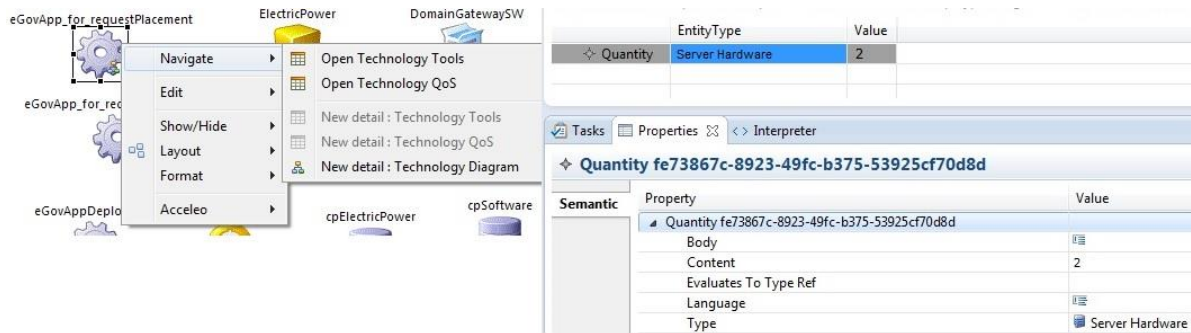 eGovApp_for_requestPlacement
ElectricPower
DomainGatewaySW
Navigate
Edit
Show/Hide
Layout
Format
Acceleo
Open Technology Tools
Open Technology QoS
New detail : Technology Tools
New detail : Technology QoS
New detail : Technology Diagram
eGovApp_for_rec
eGovAppDeplo
cpElectricPower
cpSoftware
EntityType Value
Quantity Server Hardware 2
Tasks Properties Interpreter
Quantity fe73867c-8923-49fc-b375-53925cf70d8d
Semantic
Property Value
Quantity fe73867c-8923-49fc-b375-53925cf70d8d
Body
Content 2
Evaluates To Type Ref
Language
Type Server Hardware